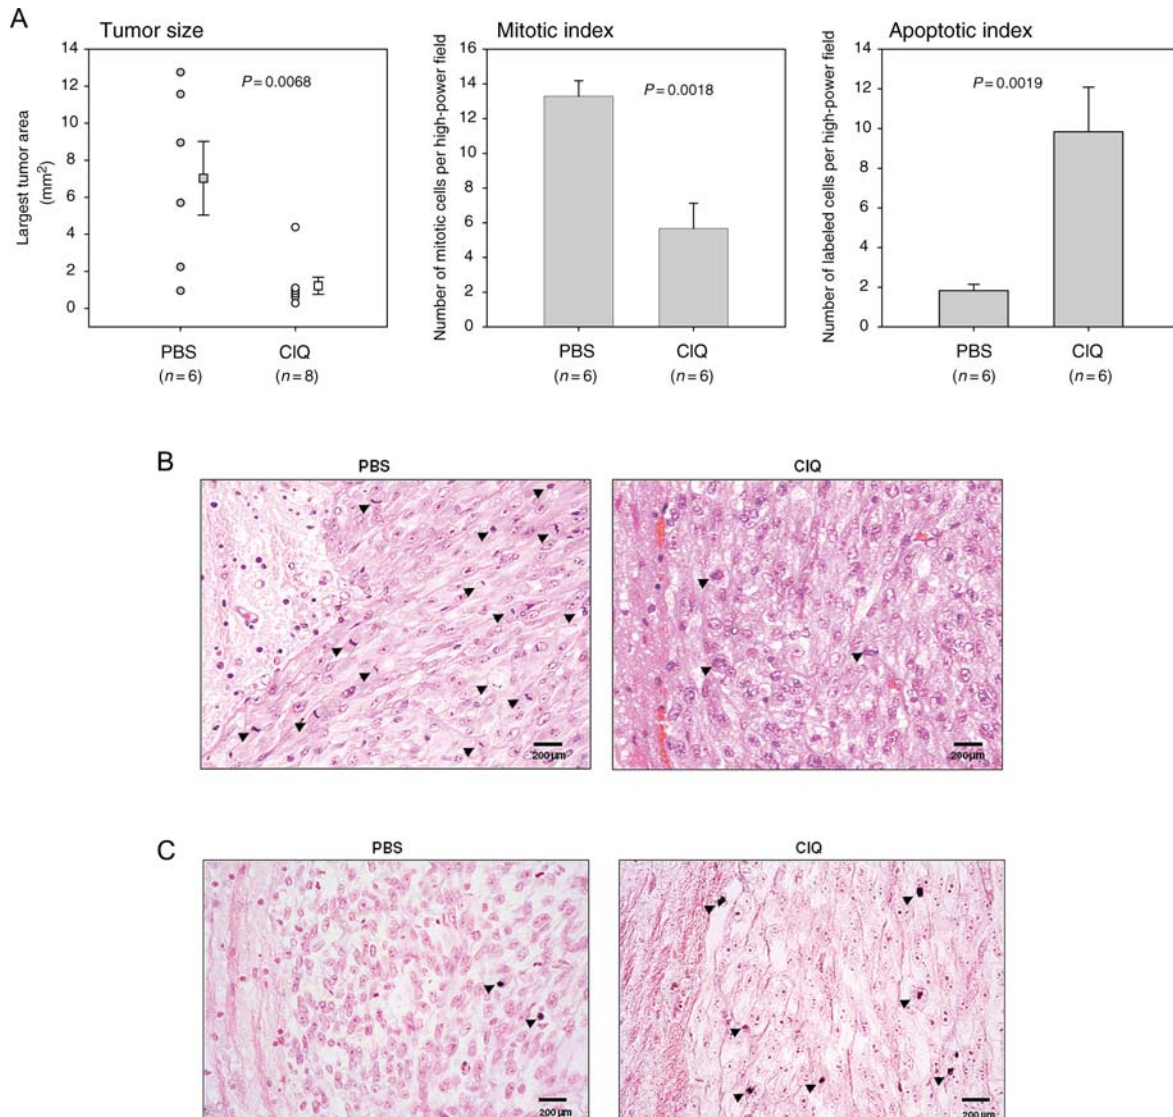 A
Tumor size
Largest tumor area
(mm²)
14
12
10
8
6
4
2
0
P = 0.0068
PBS
(n = 6)
ClQ
(n = 8)
Mitotic index
Number of mitotic cells per high-power field
16
14
12
10
8
6
4
2
0
P = 0.0018
PBS
(n = 6)
ClQ
(n = 6)
Apoptotic index
Number of labeled cells per high-power field
14
12
10
8
6
4
2
0
P = 0.0019
PBS
(n = 6)
ClQ
(n = 6)
B
PBS
200 µm
ClQ
200 µm
C
PBS
200 µm
ClQ
200 µm